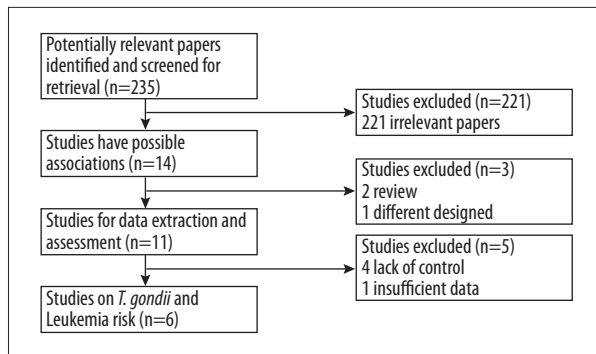 Potentially relevant papers
identified and screened for
retrieval (n=235)
Studies excluded (n=221)
221 irrelevant papers
Studies have possible
associations (n=14)
Studies excluded (n=3)
2 review
1 different designed
Studies for data extraction and
assessment (n=11)
Studies excluded (n=5)
4 lack of control
1 insufficient data
Studies on T. gondii and
Leukemia risk (n=6)